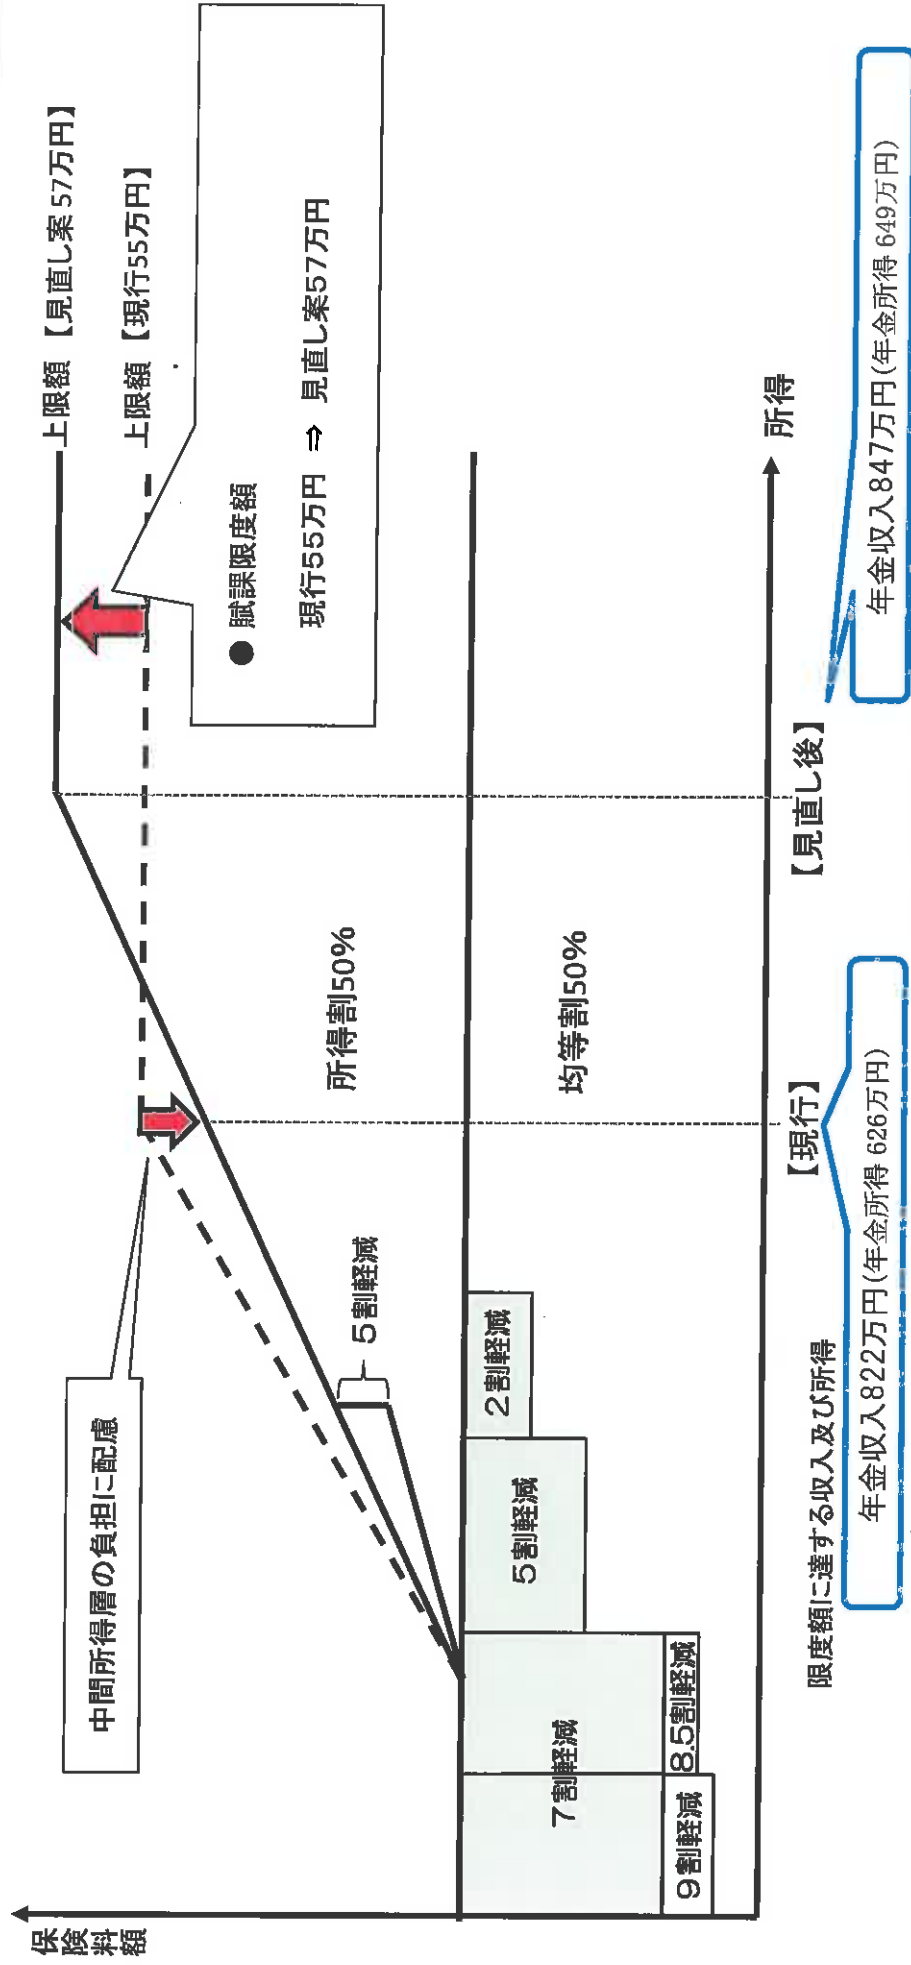 保険料額
中間所得層の負担に配慮
上限額【見直し案57万円】
上限額【現行55万円】
●賦課限度額
現行55万円 ⇒ 見直し案57万円
5割軽減
所得割50%
均等割50%
2割軽減
5割軽減
7割軽減
8.5割軽減
9割軽減
所得
【現行】
【見直し後】
限度額に達する収入及び所得
年金収入822万円(年金所得 626万円)
年金収入847万円(年金所得 649万円)